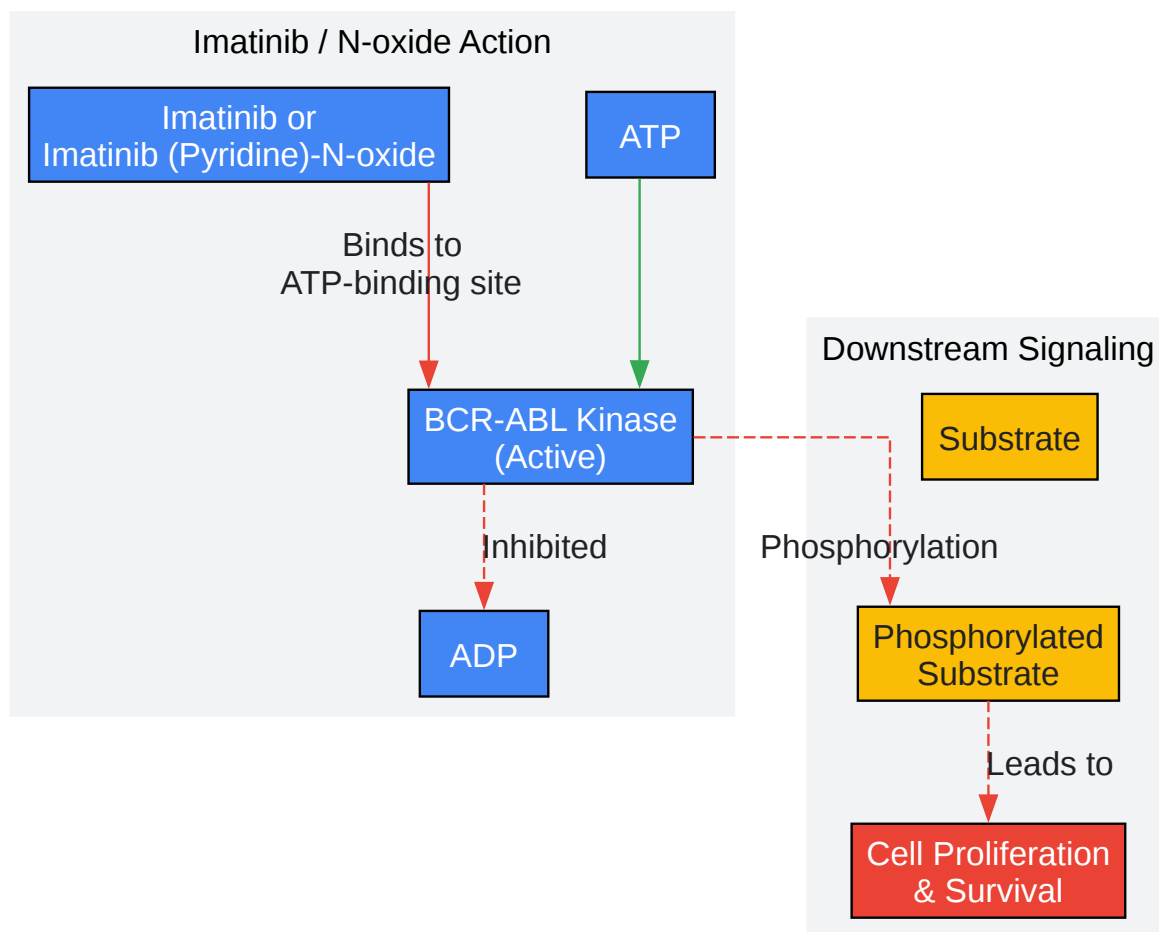 Imatinib / N-oxide Action
Imatinib or
Imatinib (Pyridine)-N-oxide
ATP
Binds to
ATP-binding site
BCR-ABL Kinase
(Active)
Inhibited
ADP
Downstream Signaling
Substrate
Phosphorylation
Phosphorylated
Substrate
Leads to
Cell Proliferation
& Survival